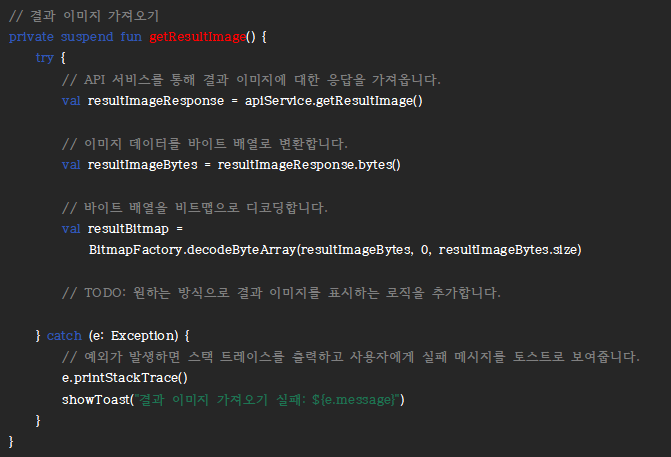 // 결과 이미지 가져오기
private suspend fun getResultImage() {
try {
// API 서비스를 통해 결과 이미지에 대한 응답을 가져옵니다.
val resultImageResponse = apiService.getResultImage()
// 이미지 데이터를 바이트 배열로 변환합니다.
val resultImageBytes = resultImageResponse.bytes()
// 바이트 배열을 비트맵으로 디코딩합니다.
val resultBitmap =
BitmapFactory.decodeByteArray(resultImageBytes, 0, resultImageBytes.size)
// TODO: 원하는 방식으로 결과 이미지를 표시하는 로직을 추가합니다.
} catch (e: Exception) {
// 예외가 발생하면 스택 트레이스를 출력하고 사용자에게 실패 메시지를 토스트로 보여줍니다.
e.printStackTrace()
showToast("결과 이미지 가져오기 실패: ${e.message}")
}
}